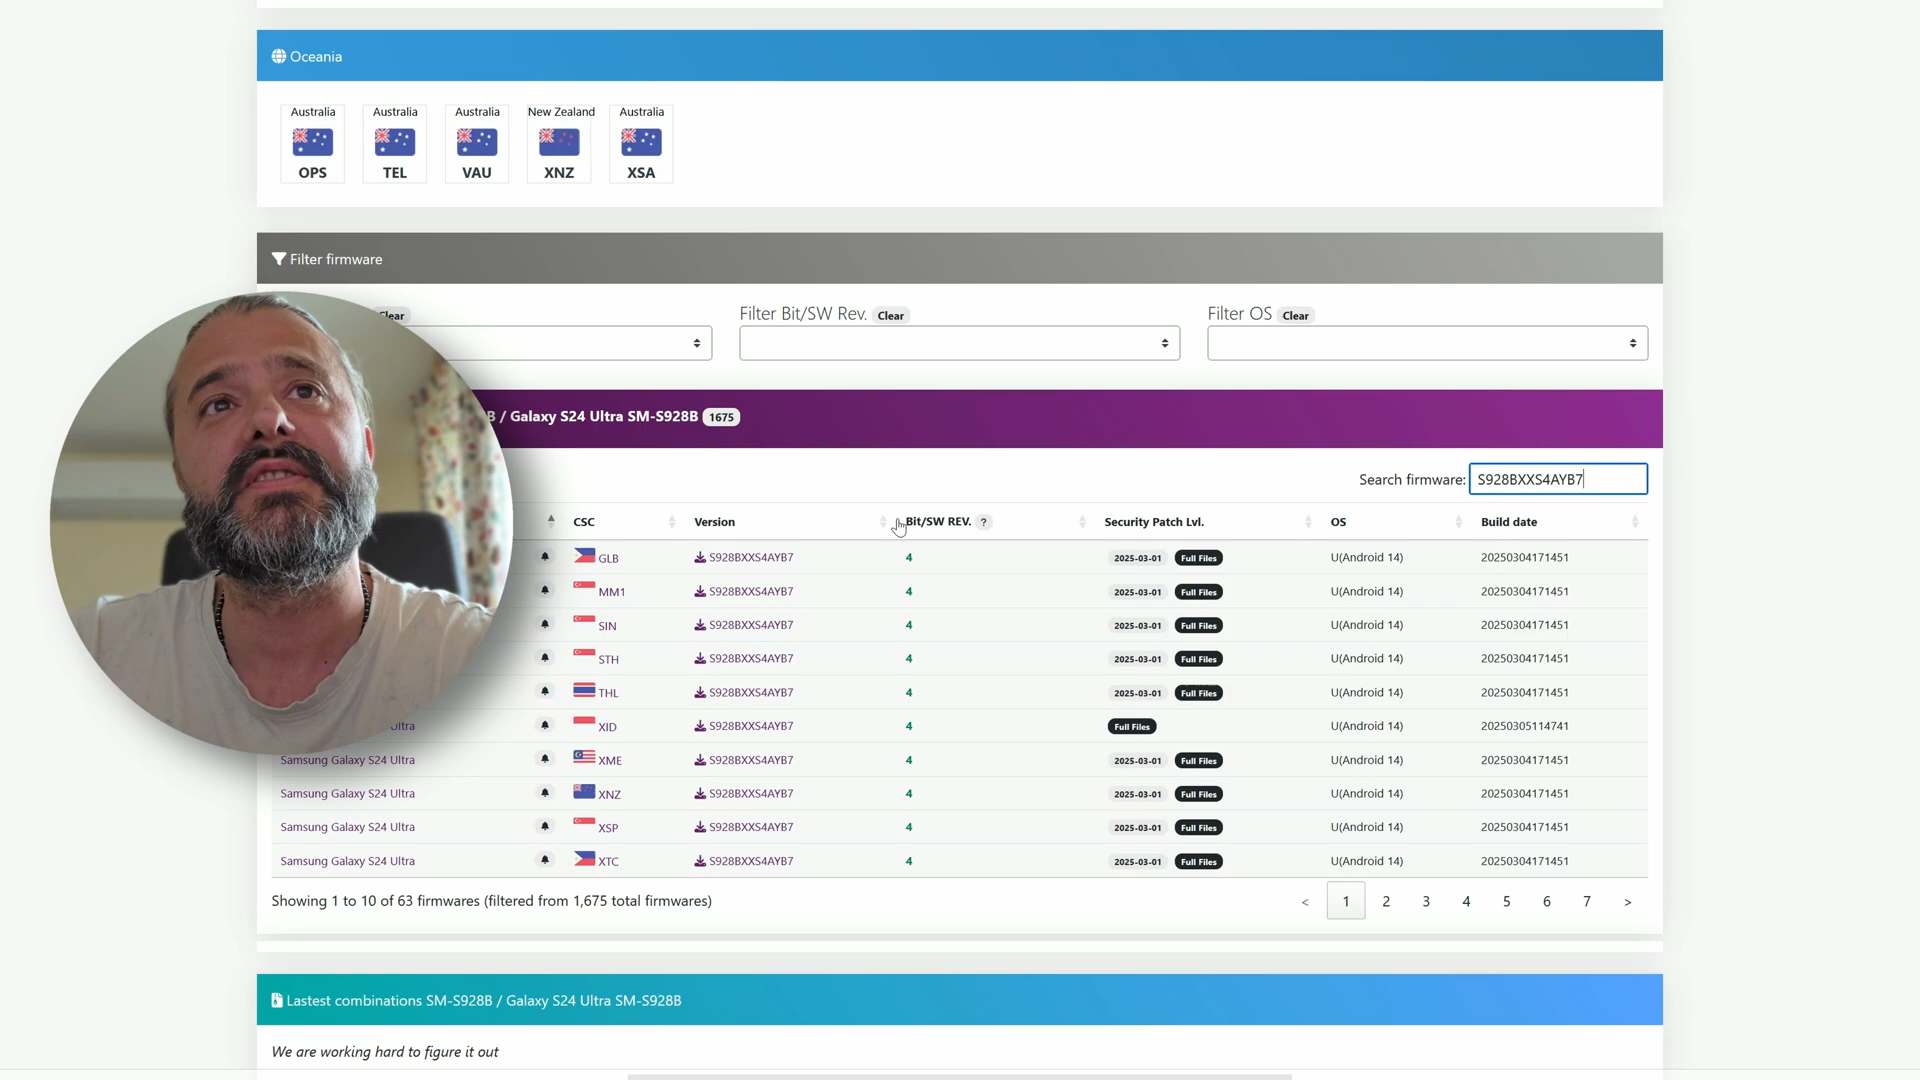 Oceania
Australia Australia Australia New Zealand Australia
OPS TEL VAU XNZ XSA
Filter firmware
Clear Filter Bit/SW Rev. Clear Filter OS Clear
/ Galaxy S24 Ultra SM-S928B 1675
Search firmware: S928BXXS4AYB7
CSC Version Bit/SW REV. ? Security Patch Lvl. OS Build date
GLB S928BXXS4AYB7 4 2025-03-01 Full Files U(Android 14) 20250304171451
MM1 S928BXXS4AYB7 4 2025-03-01 Full Files U(Android 14) 20250304171451
SIN S928BXXS4AYB7 4 2025-03-01 Full Files U(Android 14) 20250304171451
STH S928BXXS4AYB7 4 2025-03-01 Full Files U(Android 14) 20250304171451
THL S928BXXS4AYB7 4 2025-03-01 Full Files U(Android 14) 20250304171451
XID S928BXXS4AYB7 4 Full Files U(Android 14) 20250305114741
Samsung Galaxy S24 Ultra XME S928BXXS4AYB7 4 2025-03-01 Full Files U(Android 14) 20250304171451
Samsung Galaxy S24 Ultra XNZ S928BXXS4AYB7 4 2025-03-01 Full Files U(Android 14) 20250304171451
Samsung Galaxy S24 Ultra XSP S928BXXS4AYB7 4 2025-03-01 Full Files U(Android 14) 20250304171451
Samsung Galaxy S24 Ultra XTC S928BXXS4AYB7 4 2025-03-01 Full Files U(Android 14) 20250304171451
Showing 1 to 10 of 63 firmwares (filtered from 1,675 total firmwares) < 1 2 3 4 5 6 7 >
Lastest combinations SM-S928B / Galaxy S24 Ultra SM-S928B
We are working hard to figure it out